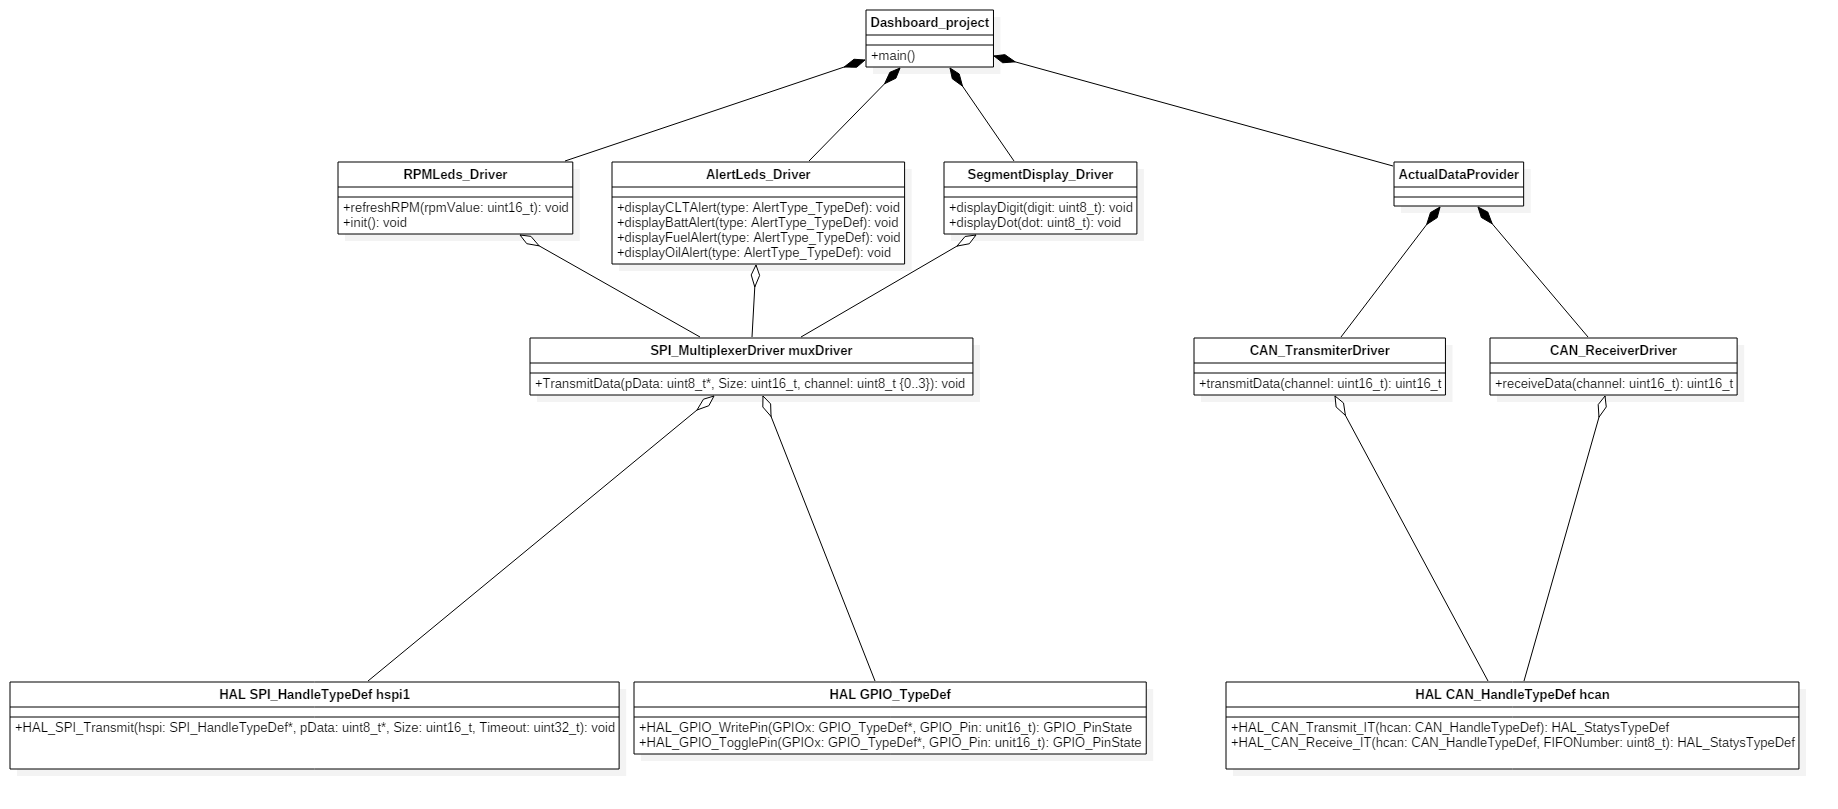 Dashboard_project
+main()
RPMLeds_Driver
+refreshRPM(rpmValue: uint16_t): void
+init(): void
AlertLeds_Driver
+displayCLTAlert(type: AlertType_TypeDef): void
+displayBattAlert(type: AlertType_TypeDef): void
+displayFuelAlert(type: AlertType_TypeDef): void
+displayOilAlert(type: AlertType_TypeDef): void
SegmentDisplay_Driver
+displayDigit(digit: uint8_t): void
+displayDot(dot: uint8_t): void
ActualDataProvider
SPI_MultiplexerDriver muxDriver
+TransmitData(pData: uint8_t*, Size: uint16_t, channel: uint8_t {0..3}): void
CAN_TransmiterDriver
+transmitData(channel: uint16_t): uint16_t
CAN_ReceiverDriver
+receiveData(channel: uint16_t): uint16_t
HAL SPI_HandleTypeDef hspi1
+HAL_SPI_Transmit(hspi: SPI_HandleTypeDef*, pData: uint8_t*, Size: uint16_t, Timeout: uint32_t): void
HAL GPIO_TypeDef
+HAL_GPIO_WritePin(GPIOx: GPIO_TypeDef*, GPIO_Pin: unit16_t): GPIO_PinState
+HAL_GPIO_TogglePin(GPIOx: GPIO_TypeDef*, GPIO_Pin: unit16_t): GPIO_PinState
HAL CAN_HandleTypeDef hcan
+HAL_CAN_Transmit_IT(hcan: CAN_HandleTypeDef): HAL_StatysTypeDef
+HAL_CAN_Receive_IT(hcan: CAN_HandleTypeDef, FIFONumber: uint8_t): HAL_StatysTypeDef